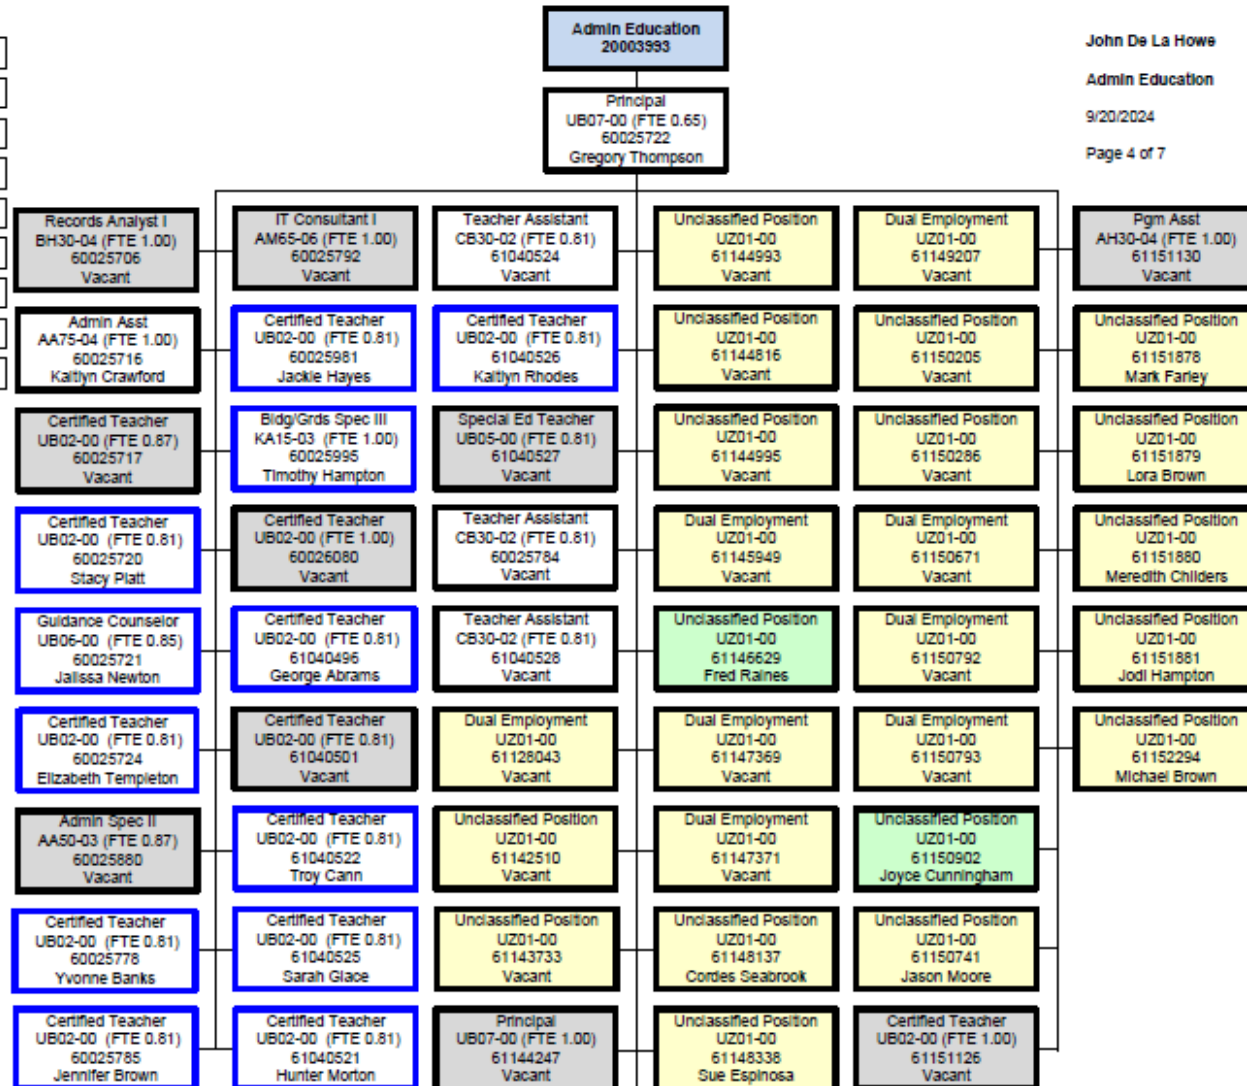 Admin Education
20003993
John De La Howe
Admin Education
9/20/2024
Page 4 of 7
Principal
UB07-00 (FTE 0.65)
60025722
Gregory Thompson
Records Analyst I
BH30-04 (FTE 1.00)
60025706
Vacant
IT Consultant I
AM65-06 (FTE 1.00)
60025792
Vacant
Teacher Assistant
CB30-02 (FTE 0.81)
61040524
Vacant
Unclassified Position
UZ01-00
61144993
Vacant
Dual Employment
UZ01-00
61149207
Vacant
Pgm Asst
AH30-04 (FTE 1.00)
61151130
Vacant
Admin Asst
AA75-04 (FTE 1.00)
60025716
Kaitlyn Crawford
Certified Teacher
UB02-00 (FTE 0.81)
60025981
Jackie Hayes
Certified Teacher
UB02-00 (FTE 0.81)
61040526
Kaitlyn Rhodes
Unclassified Position
UZ01-00
61144816
Vacant
Unclassified Position
UZ01-00
61150205
Vacant
Unclassified Position
UZ01-00
61151878
Mark Farley
Certified Teacher
UB02-00 (FTE 0.87)
60025717
Vacant
Bldg/Grds Spec III
KA15-03 (FTE 1.00)
60025995
Timothy Hampton
Special Ed Teacher
UB05-00 (FTE 0.81)
61040527
Vacant
Unclassified Position
UZ01-00
61144995
Vacant
Unclassified Position
UZ01-00
61150286
Vacant
Unclassified Position
UZ01-00
61151879
Lora Brown
Certified Teacher
UB02-00 (FTE 0.81)
60025720
Stacy Platt
Certified Teacher
UB02-00 (FTE 1.00)
60026080
Vacant
Teacher Assistant
CB30-02 (FTE 0.81)
60025784
Vacant
Dual Employment
UZ01-00
61145949
Vacant
Dual Employment
UZ01-00
61150671
Vacant
Unclassified Position
UZ01-00
61151880
Meredith Childers
Guidance Counselor
UB06-00 (FTE 0.85)
60025721
Jalissa Newton
Certified Teacher
UB02-00 (FTE 0.81)
61040496
George Abrams
Teacher Assistant
CB30-02 (FTE 0.81)
61040528
Vacant
Unclassified Position
UZ01-00
61146629
Fred Raines
Dual Employment
UZ01-00
61150792
Vacant
Unclassified Position
UZ01-00
61151881
Jodi Hampton
Certified Teacher
UB02-00 (FTE 0.81)
60025724
Elizabeth Templeton
Certified Teacher
UB02-00 (FTE 0.81)
61040501
Vacant
Dual Employment
UZ01-00
61128043
Vacant
Dual Employment
UZ01-00
61147369
Vacant
Dual Employment
UZ01-00
61150793
Vacant
Unclassified Position
UZ01-00
61152294
Michael Brown
Admin Spec II
AA50-03 (FTE 0.87)
60025880
Vacant
Certified Teacher
UB02-00 (FTE 0.81)
61040522
Troy Cann
Unclassified Position
UZ01-00
61142510
Vacant
Dual Employment
UZ01-00
61147371
Vacant
Unclassified Position
UZ01-00
61150902
Joyce Cunningham
Certified Teacher
UB02-00 (FTE 0.81)
60025778
Yvonne Banks
Certified Teacher
UB02-00 (FTE 0.81)
61040525
Sarah Glace
Unclassified Position
UZ01-00
61143733
Vacant
Unclassified Position
UZ01-00
61148137
Cordes Seabrook
Unclassified Position
UZ01-00
61150741
Jason Moore
Certified Teacher
UB02-00 (FTE 0.81)
60025785
Jennifer Brown
Certified Teacher
UB02-00 (FTE 0.81)
61040521
Hunter Morton
Principal
UB07-00 (FTE 1.00)
61144247
Vacant
Unclassified Position
UZ01-00
61148338
Sue Espinosa
Certified Teacher
UB02-00 (FTE 1.00)
61151126
Vacant